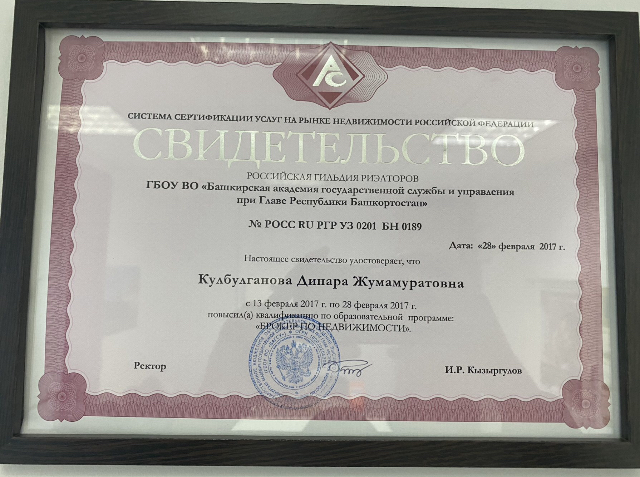 АС
СИСТЕМА СЕРТИФИКАЦИИ УСЛУГ НА РЫНКЕ НЕДВИЖИМОСТИ РОССИЙСКОЙ ФЕДЕРАЦИИ
СВИДЕТЕЛЬСТВО
РОССИЙСКАЯ ГИЛЬДИЯ РИЭЛТОРОВ
ГБОУ ВО «Башкирская академия государственной службы и управления
при Главе Республики Башкортостан»
№ РОСС RU РГР УЗ 0201 БН 0189
Дата: «28» февраля 2017 г.
Настоящее свидетельство удостоверяет, что
Кулбулганова Динара Жумамуратовна
с 13 февраля 2017 г. по 28 февраля 2017 г.
повысил(а) квалификацию по образовательной программе:
«БРОКЕР ПО НЕДВИЖИМОСТИ».
Ректор
И.Р. Кызыргулов